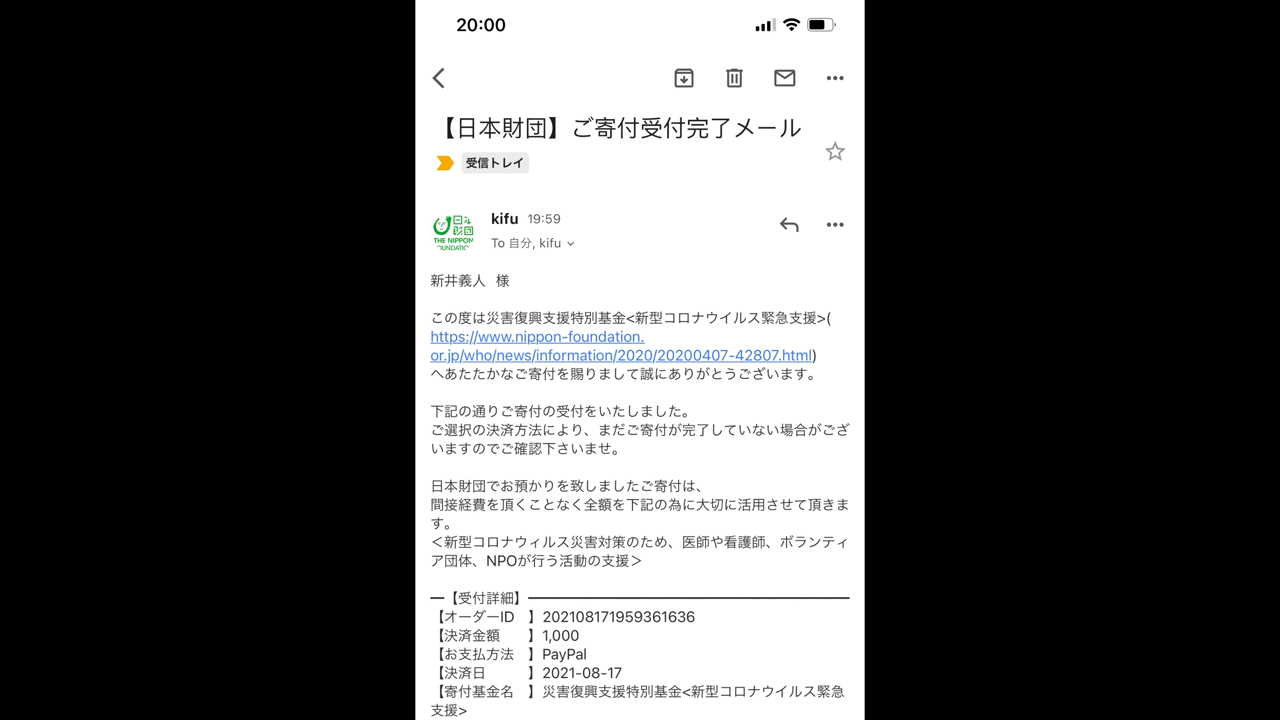 20:00
【日本財団】ご寄付受付完了メール
受信トレイ
kifu 19:59
To 自分, kifu
日本財団
THE NIPPON
FOUNDATION
新井義人 様
この度は災害復興支援特別基金<新型コロナウイルス緊急支援>(
https://www.nippon-foundation.
or.jp/who/news/information/2020/20200407-42807.html)
へあたたかなご寄付を賜りまして誠にありがとうございます。
下記の通りご寄付の受付をいたしました。
ご選択の決済方法により、まだご寄付が完了していない場合がござ
いますのでご確認下さいませ。
日本財団でお預かりを致しましたご寄付は、
間接経費を頂くことなく全額を下記の為に大切に活用させて頂きま
す。
＜新型コロナウィルス災害対策のため、医師や看護師、ボランティ
ア団体、NPOが行う活動の支援＞
━【受付詳細】━━━━━━━━━━━━━━━━━━━━━
【オーダーID　】202108171959361636
【決済金額　　】1,000
【お支払方法　】PayPal
【決済日　　　】2021-08-17
【寄付基金名　】災害復興支援特別基金<新型コロナウイルス緊急
支援>